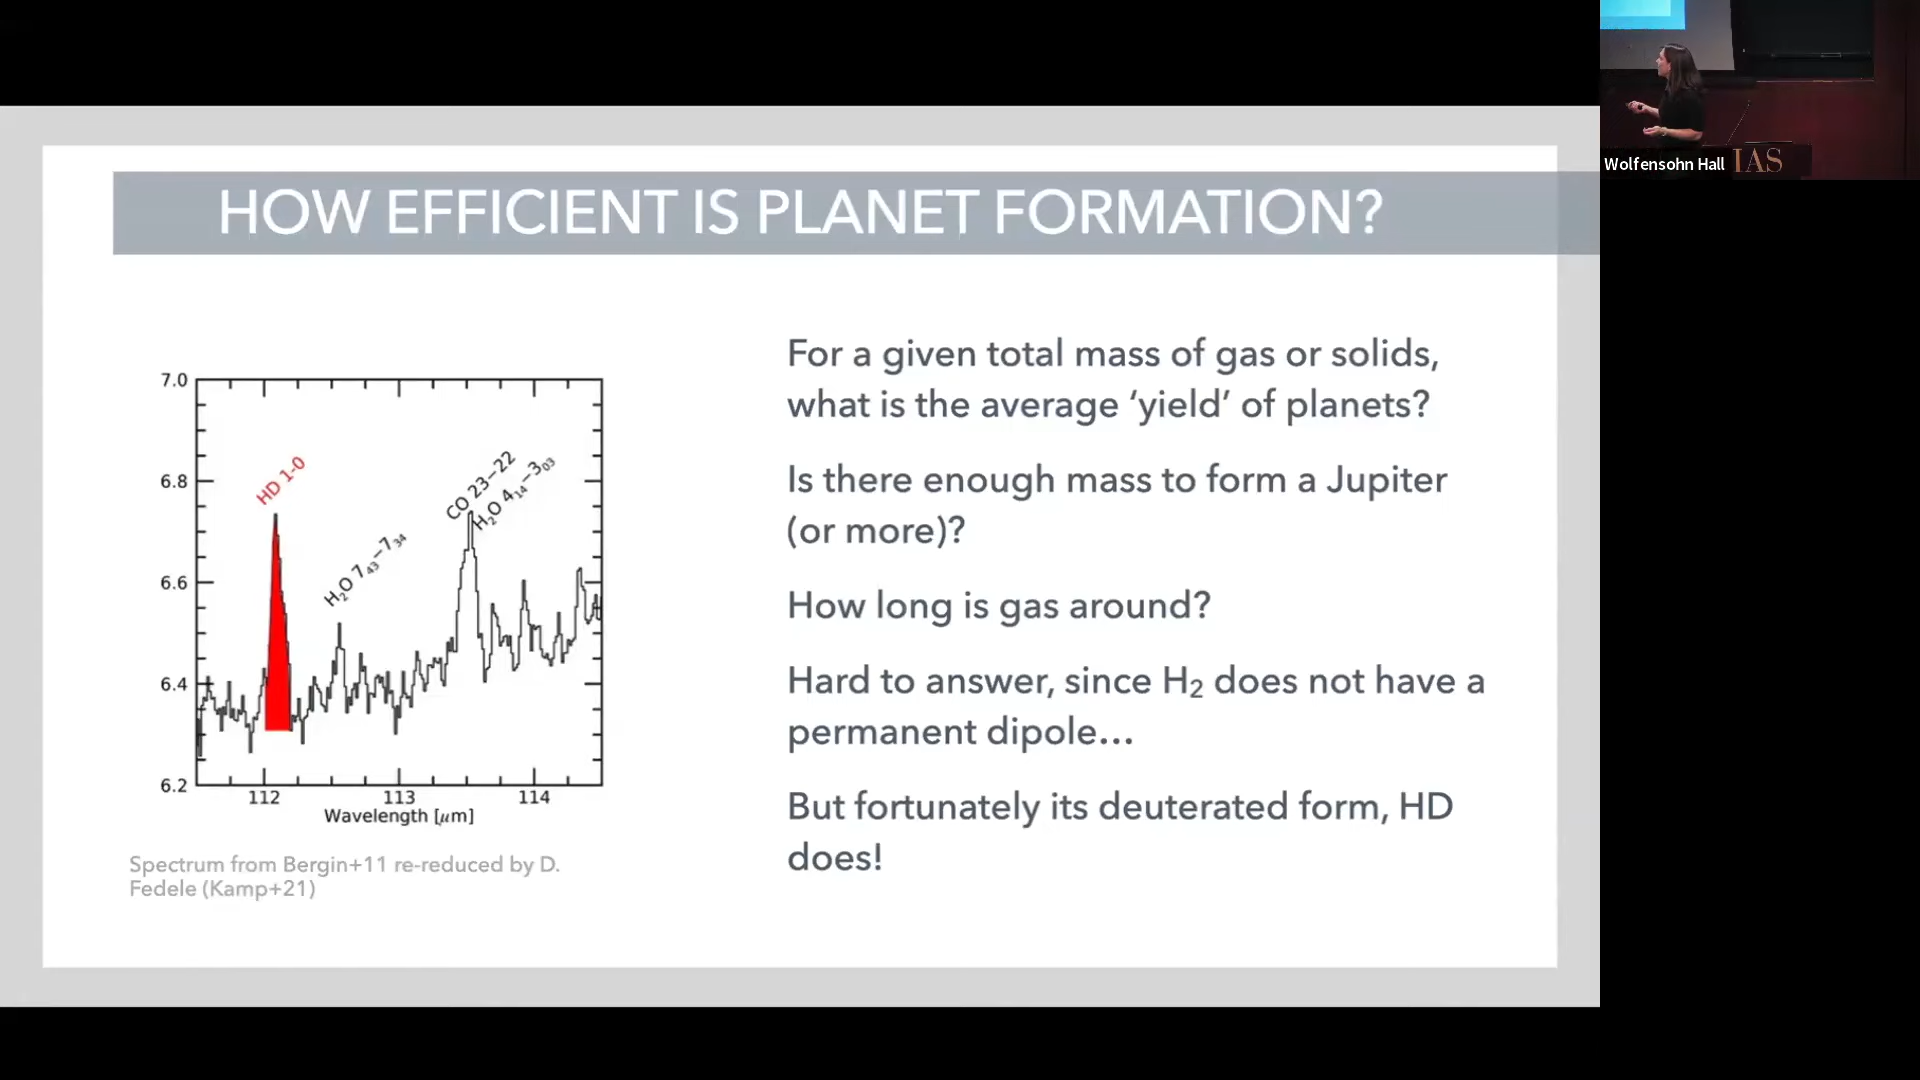 HOW EFFICIENT IS PLANET FORMATION?
Wolfensohn Hall
IAS
7.0
6.8
6.6
6.4
6.2
HD 1-0
H₂O 7₄₃−7₃₄
CO 23−22
H₂O 4₁₄−3₀₃
112
113
114
Wavelength [μm]
Spectrum from Bergin+11 re-reduced by D.
Fedele (Kamp+21)
For a given total mass of gas or solids,
what is the average ‘yield’ of planets?
Is there enough mass to form a Jupiter
(or more)?
How long is gas around?
Hard to answer, since H₂ does not have a
permanent dipole…
But fortunately its deuterated form, HD
does!